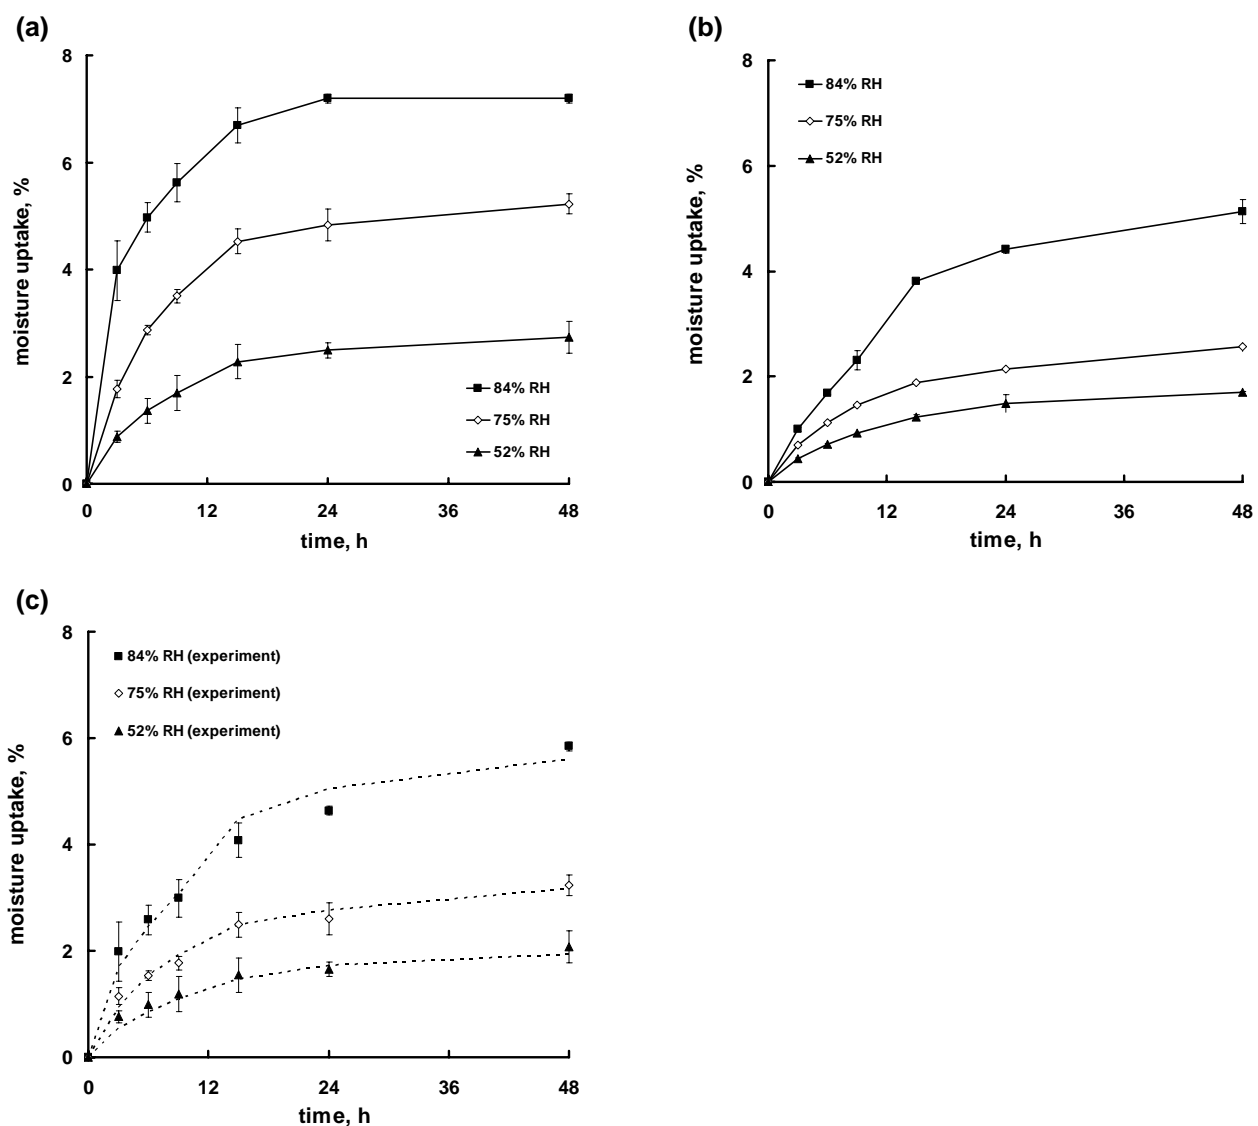 (a)
8
6
4
2
0
moisture uptake, %
84% RH
75% RH
52% RH
0 12 24 36 48
time, h
(b)
8
6
4
2
0
moisture uptake, %
84% RH
75% RH
52% RH
0 12 24 36 48
time, h
(c)
8
6
4
2
0
moisture uptake, %
84% RH (experiment)
75% RH (experiment)
52% RH (experiment)
0 12 24 36 48
time, h